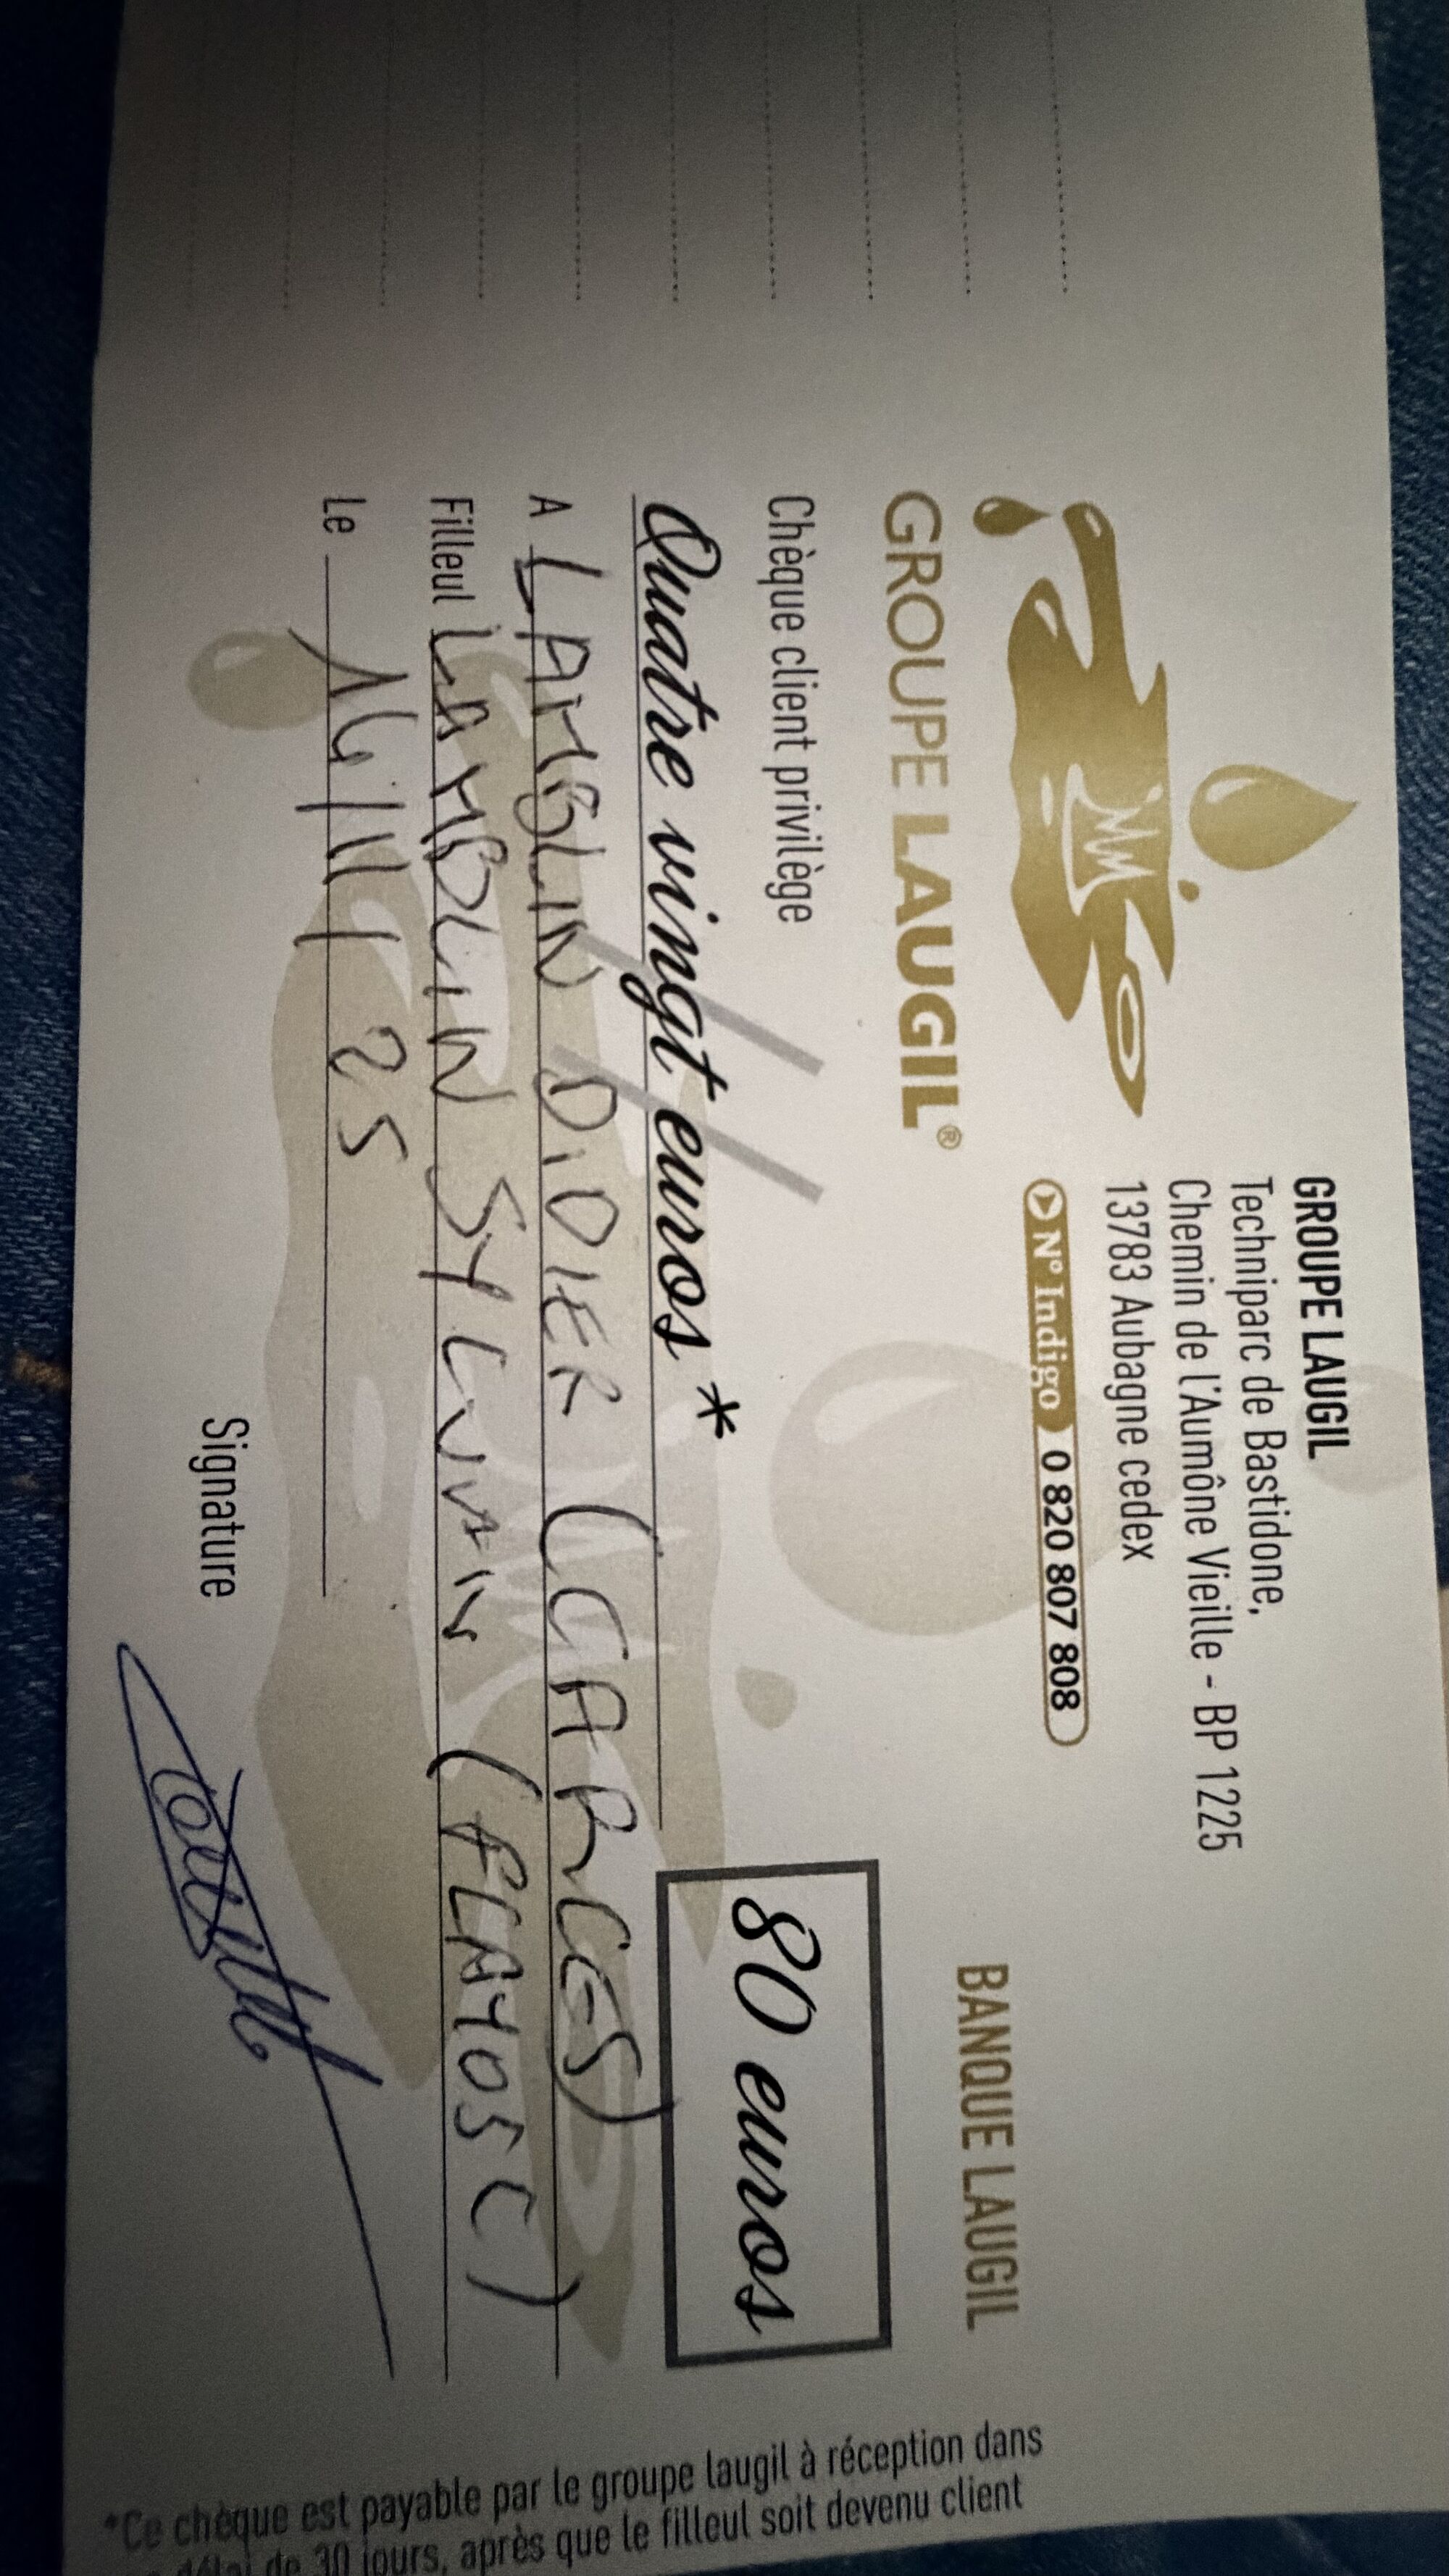 GROUPE LAUGIL®
GROUPE LAUGIL
Techniparc de Bastidone,
Chemin de l'Aumône Vieille - BP 1225
13783 Aubagne cedex
N° Indigo 0 820 807 808
BANQUE LAUGIL
Chèque client privilège
80 euros
Quatre vingt euros *
A LAMBLIN DIDIER (CARCES)
Filleul LAMBLIN SYLVAIN (FLAYOSC)
Le 14/11/25
Signature
*Ce chèque est payable par le groupe laugil à réception dans
délai de 30 jours, après que le filleul soit devenu client